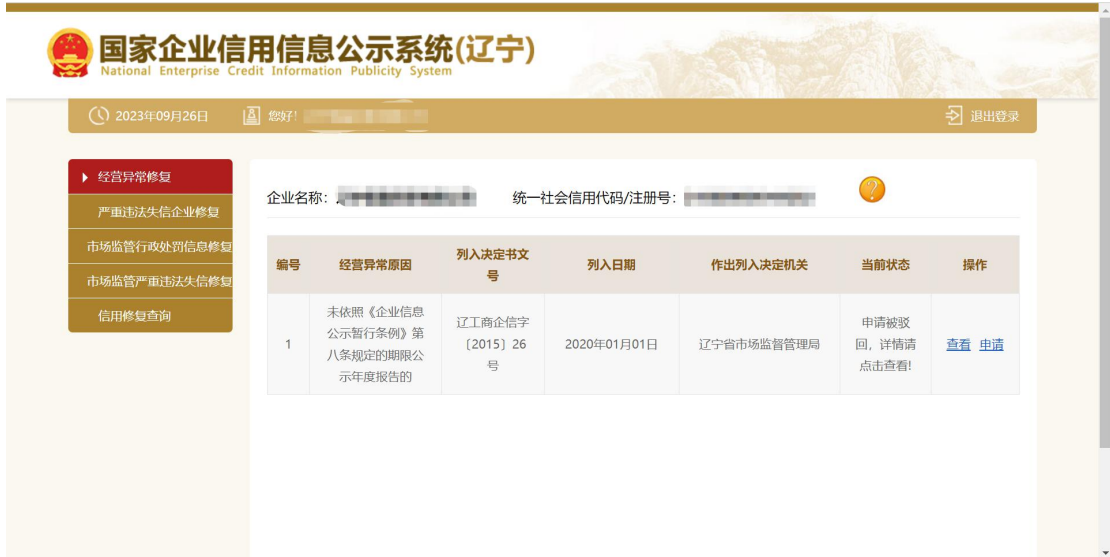 国家企业信用信息公示系统(辽宁)
National Enterprise Credit Information Publicity System
2023年09月26日 您好! 退出登录
经营异常修复
严重违法失信企业修复
市场监管行政处罚信息修复
市场监管严重违法失信修复
信用修复查询
企业名称: 统一社会信用代码/注册号:
编号 经营异常原因 列入决定书文
号 列入日期 作出列入决定机关 当前状态 操作
1
未依照《企业信息
公示暂行条例》第
八条规定的期限公
示年度报告的
辽工商企信字
〔2015〕26
号
2020年01月01日
辽宁省市场监督管理局
申请被驳
回,详情请
点击查看!
查看 申请